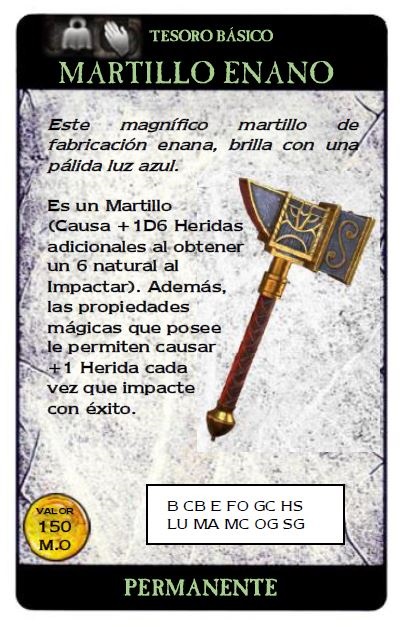 TESORO BÁSICO
MARTILLO ENANO
Este magnífico martillo de
fabricación enana, brilla con una
pálida luz azul.
Es un Martillo
(Causa +1D6 Heridas
adicionales al obtener
un 6 natural al
Impactar). Además,
las propiedades
mágicas que posee
le permiten causar
+1 Herida cada
vez que impacte
con éxito.
B CB E FO GC HS
LU MA MC OG SG
VALOR
150
M.O
PERMANENTE